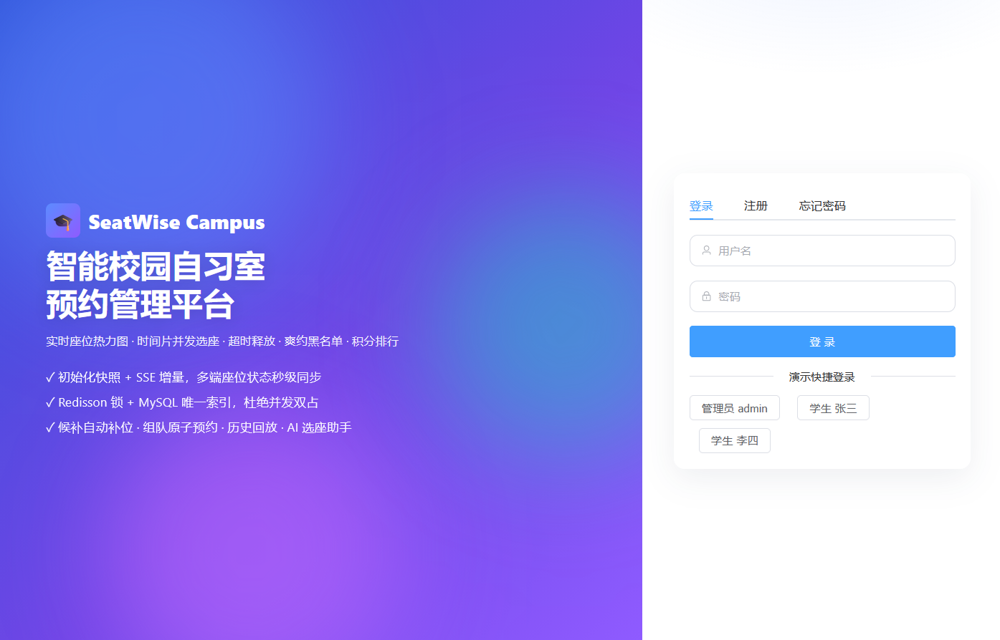 SeatWise Campus
智能校园自习室
预约管理平台
实时座位热力图 · 时间片并发选座 · 超时释放 · 爽约黑名单 · 积分排行
✓ 初始化快照 + SSE 增量，多端座位状态秒级同步
✓ Redisson 锁 + MySQL 唯一索引，杜绝并发双占
✓ 候补自动补位 · 组队原子预约 · 历史回放 · AI 选座助手
登录 注册 忘记密码
用户名
密码
登 录
演示快捷登录
管理员 admin 学生 张三
学生 李四